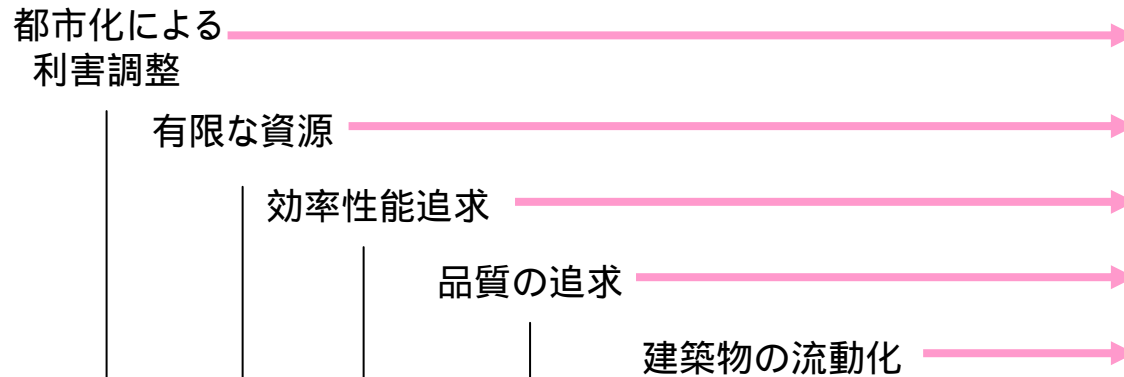 都市化による
利害調整
有限な資源
効率性能追求
品質の追求
建築物の流動化